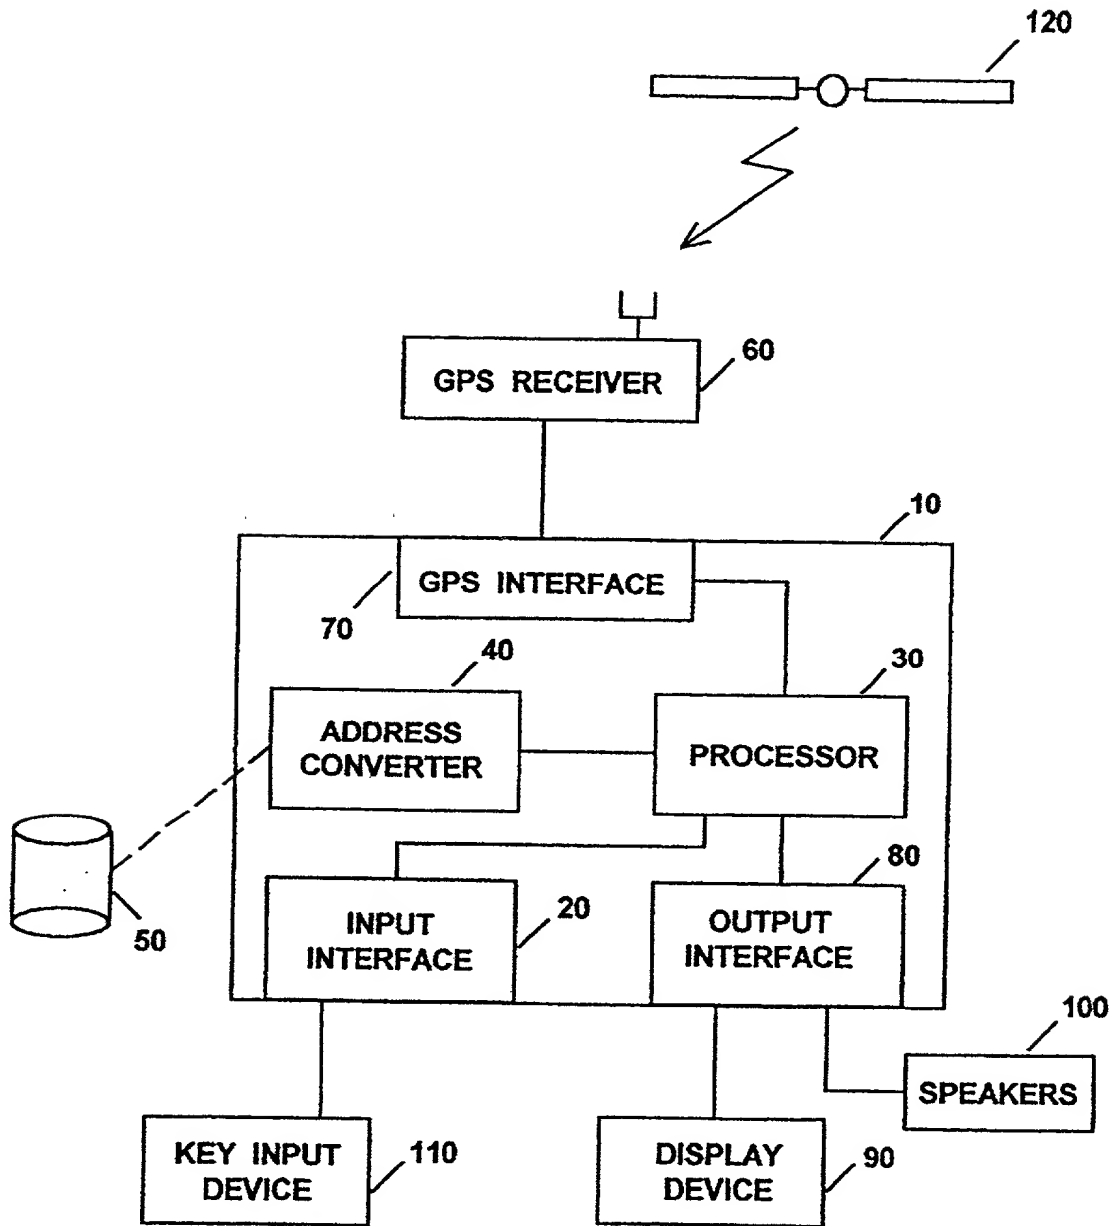 120
60
GPS RECEIVER
10
GPS INTERFACE
70
40
30
ADDRESS
CONVERTER
PROCESSOR
80
50
INPUT
INTERFACE
20
OUTPUT
INTERFACE
100
SPEAKERS
KEY INPUT
DEVICE
110
DISPLAY
DEVICE
90